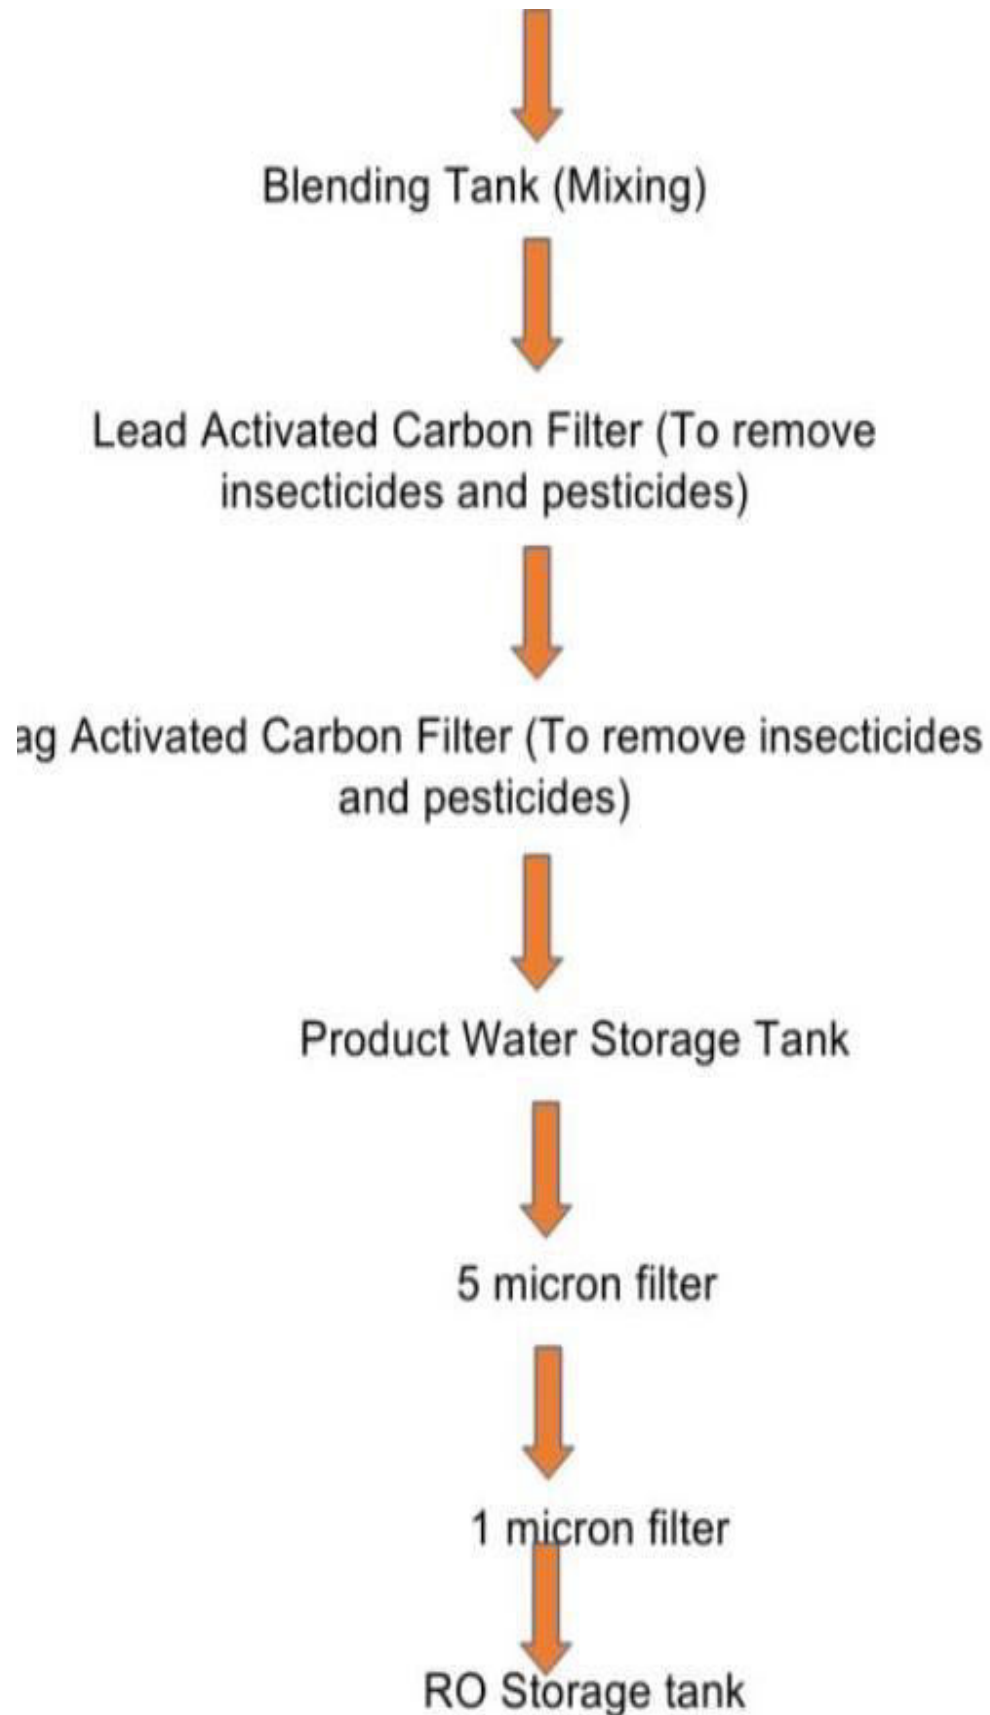 Blending Tank (Mixing)
Lead Activated Carbon Filter (To remove
insecticides and pesticides)
ag Activated Carbon Filter (To remove insecticides
and pesticides)
Product Water Storage Tank
5 micron filter
1 micron filter
RO Storage tank